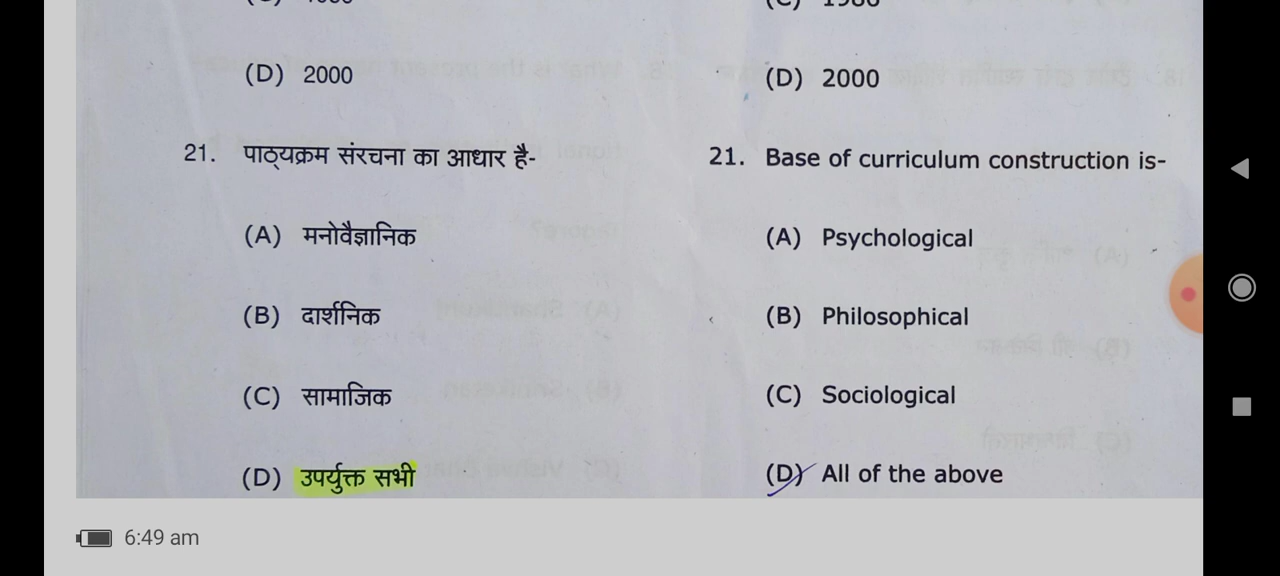 (D) 2000
21. पाठ्यक्रम संरचना का आधार है-
(A) मनोवैज्ञानिक
(B) दार्शनिक
(C) सामाजिक
(D) उपर्युक्त सभी
(D) 2000
21. Base of curriculum construction is-
(A) Psychological
(B) Philosophical
(C) Sociological
(D) All of the above
6:49 am